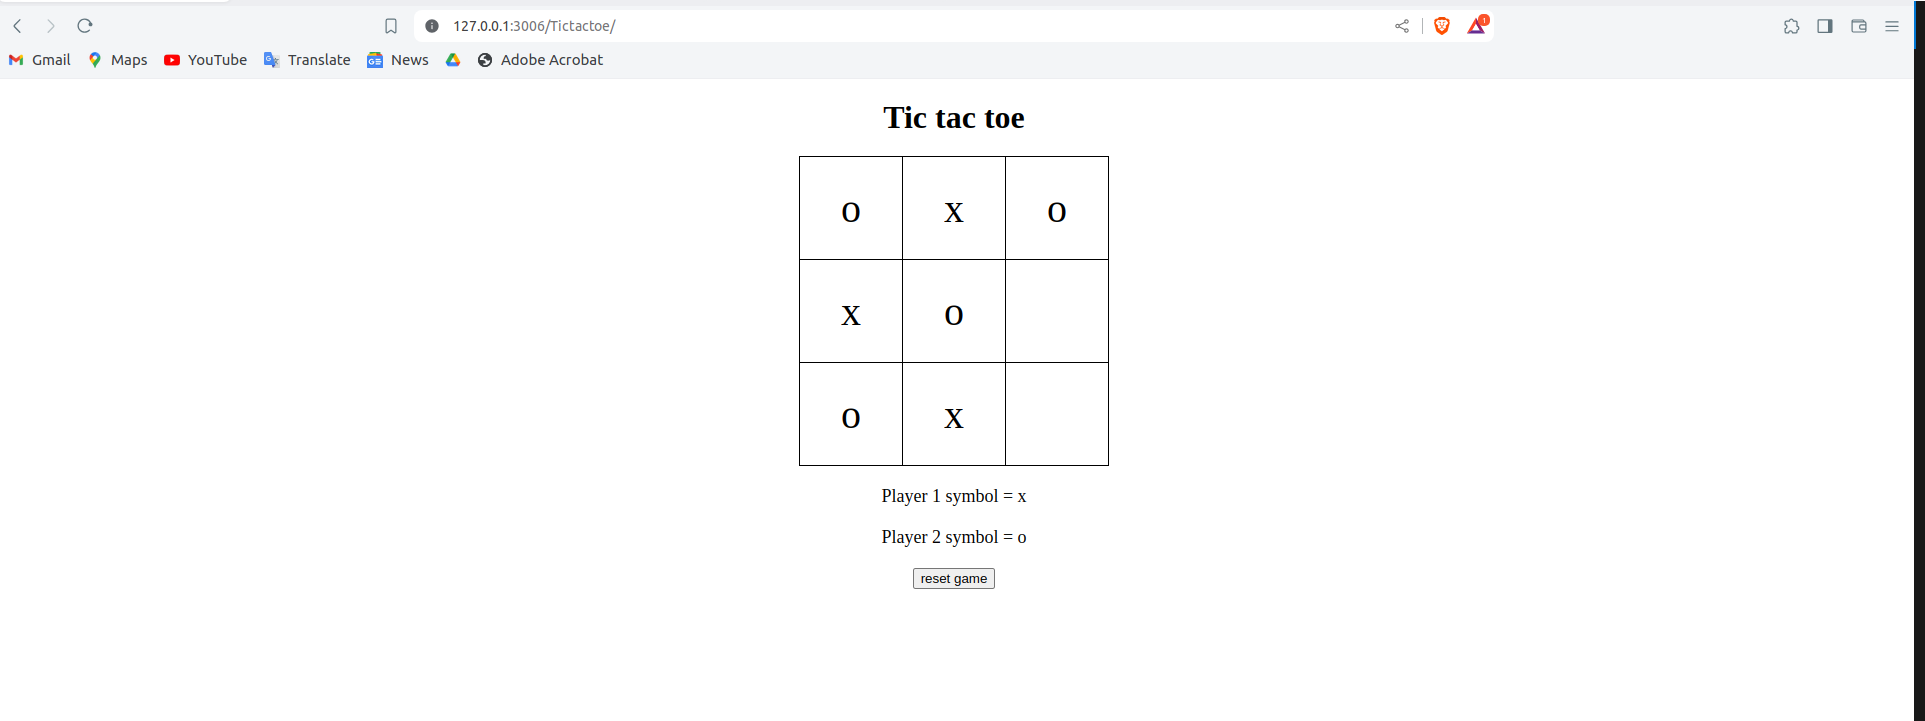 127.0.0.1:3006/Tictactoe/
1
Gmail Maps YouTube Translate News Adobe Acrobat
Tic tac toe
o x o
x o
o x
Player 1 symbol = x
Player 2 symbol = o
reset game